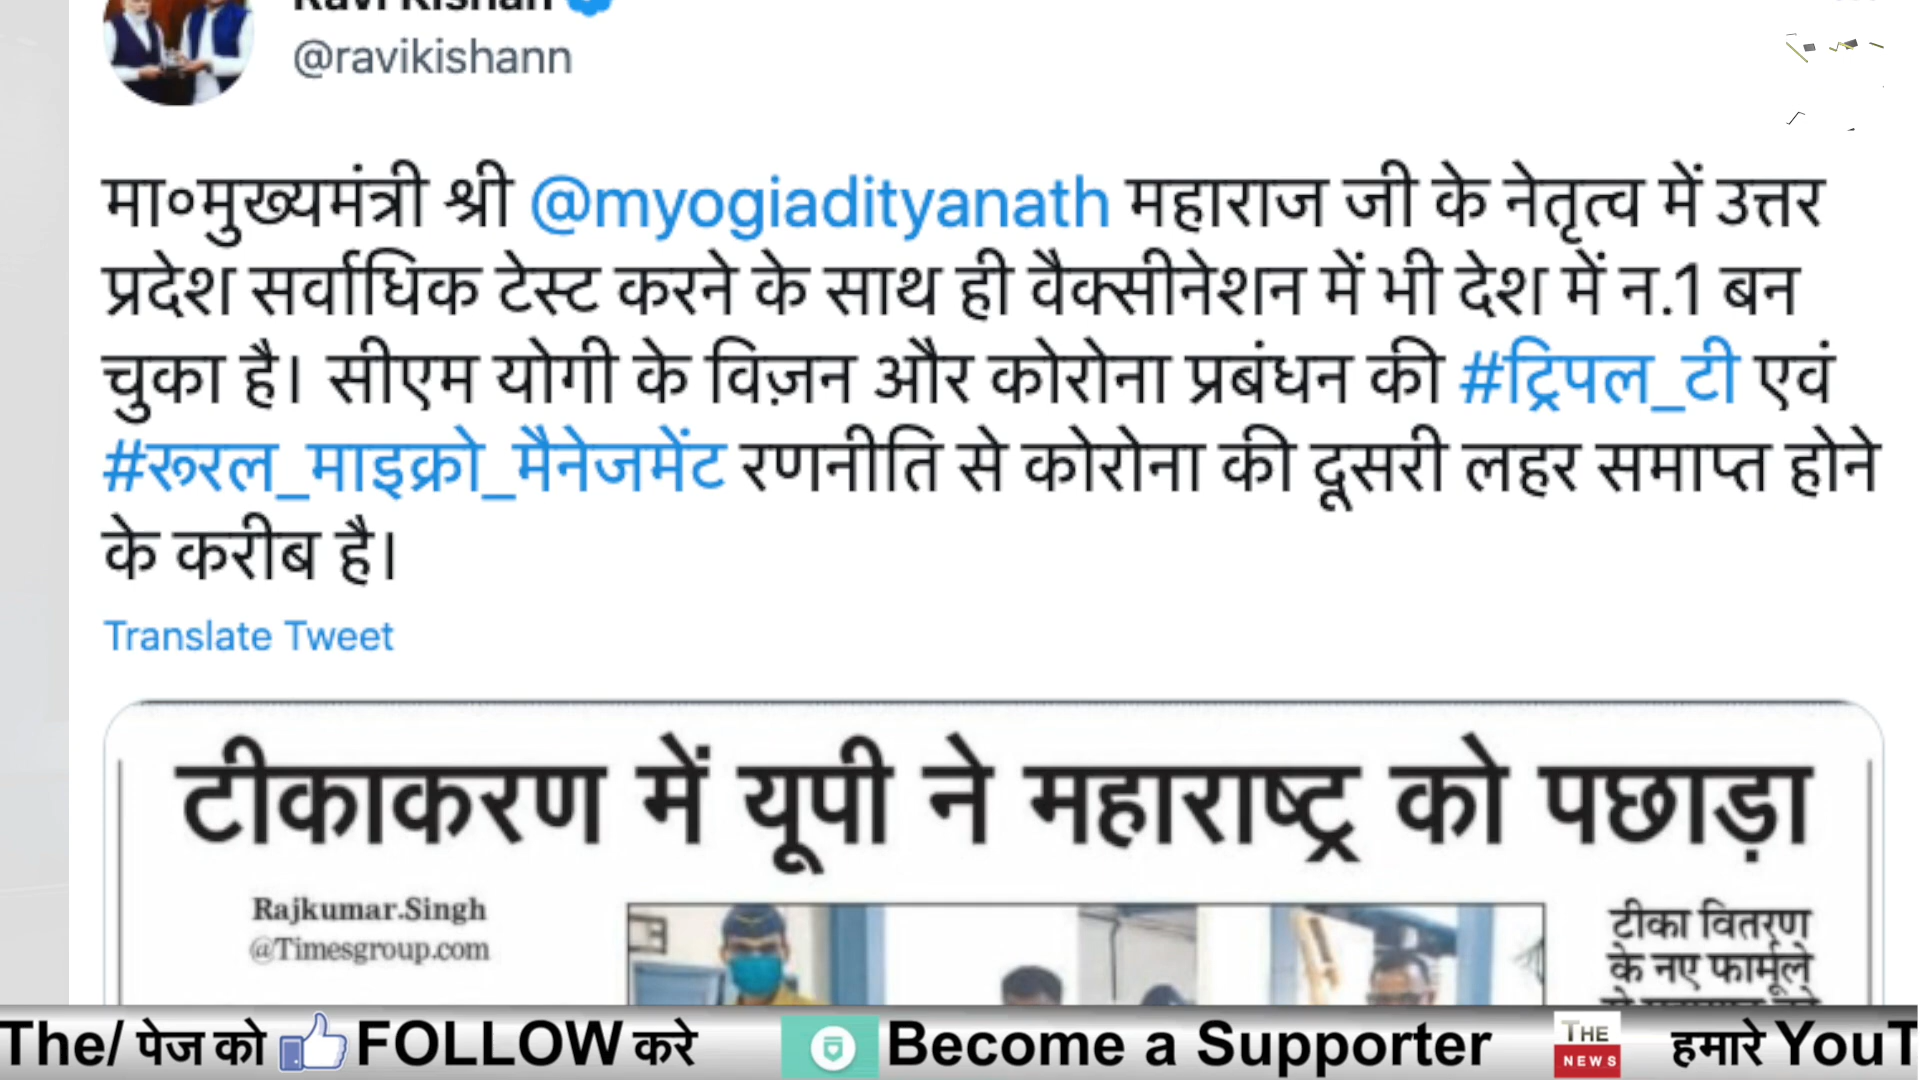 Ravi Kishan
@ravikishann
मा०मुख्यमंत्री श्री @myogiadityanath महाराज जी के नेतृत्व में उत्तर
प्रदेश सर्वाधिक टेस्ट करने के साथ ही वैक्सीनेशन में भी देश में न.1 बन
चुका है। सीएम योगी के विज़न और कोरोना प्रबंधन की #ट्रिपल_टी एवं
#रूरल_माइक्रो_मैनेजमेंट रणनीति से कोरोना की दूसरी लहर समाप्त होने
के करीब है।
Translate Tweet
टीकाकरण में यूपी ने महाराष्ट्र को पछाड़ा
Rajkumar.Singh
@Timesgroup.com
टीका वितरण
के नए फार्मूले
The/ पेज को FOLLOW करे Become a Supporter THE NEWS हमारे YouT